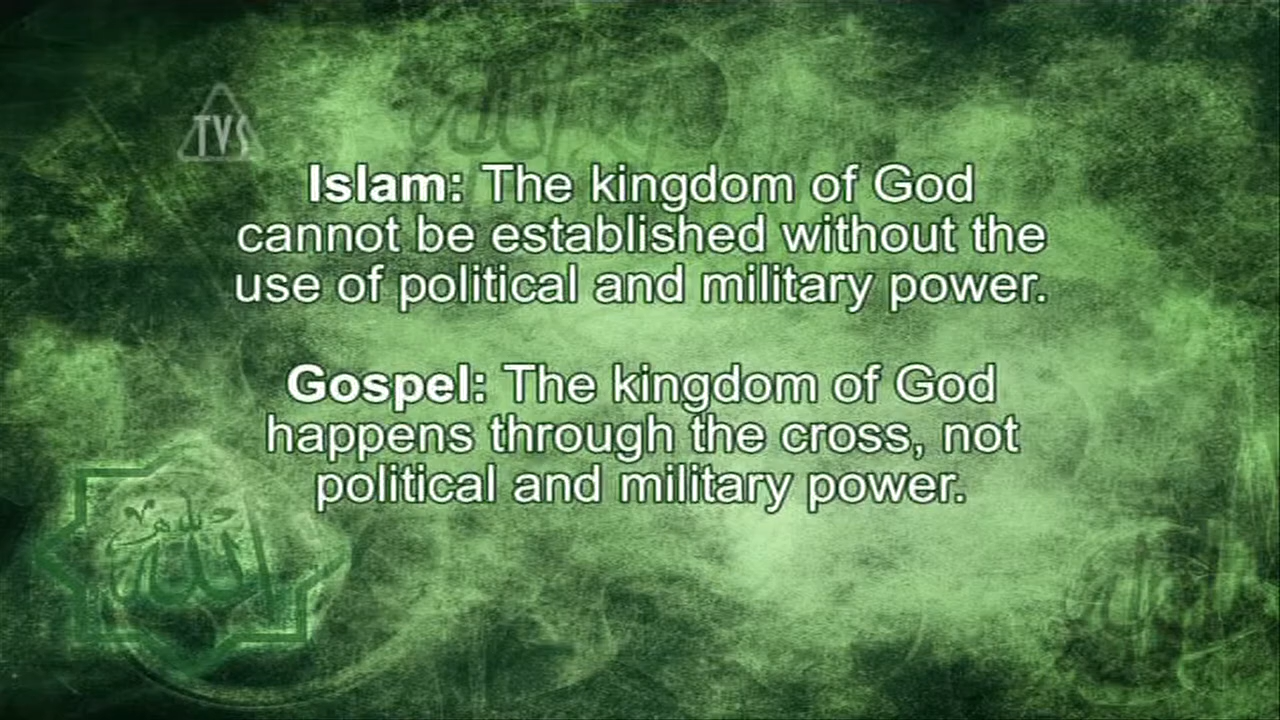 TVS
Islam: The kingdom of God
cannot be established without the
use of political and military power.
Gospel: The kingdom of God
happens through the cross, not
political and military power.
الله